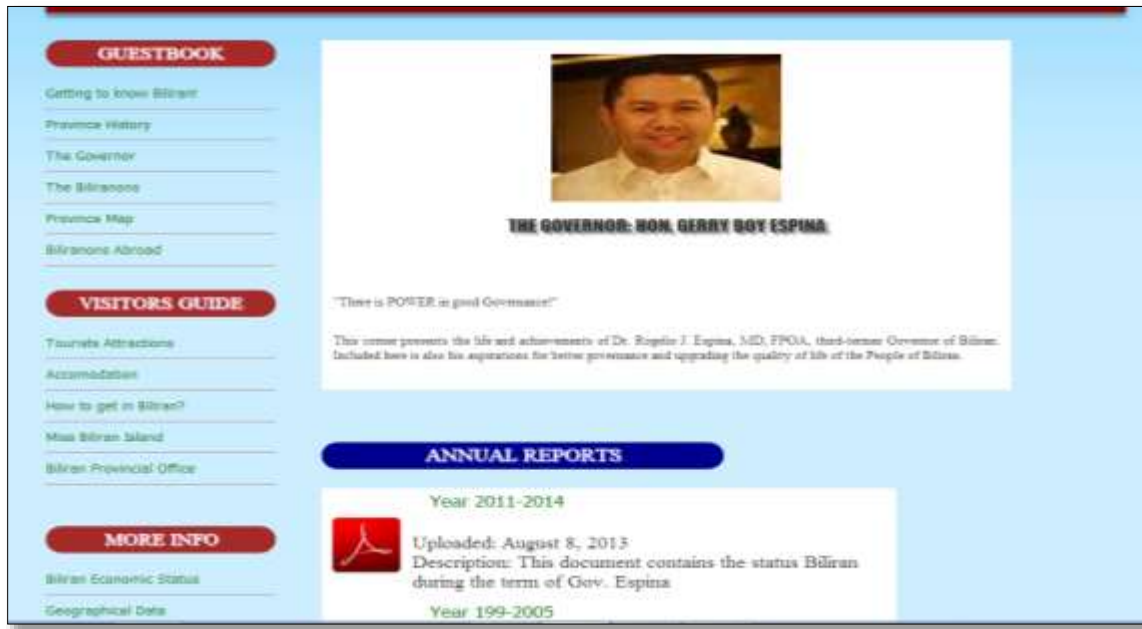 GUESTBOOK
Getting to know Biliran!
Province History
The Governor
The Biliranons
Province Map
Biliranons Abroad
VISITORS GUIDE
Tourists Attractions
Accomodation
How to get in Biliran?
Miss Biliran Island
Biliran Provincial Office
MORE INFO
Biliran Economic Status
Geographical Data
THE GOVERNOR: HON. GERRY BOY ESPINA
"There is POWER in good Governance!"
This corner presents the life and achievements of Dr. Rogelio J. Espina, MD, FPOA, third-termer Governor of Biliran.
Included here is also his aspirations for better governance and upgrading the quality of life of the People of Biliran.
ANNUAL REPORTS
Year 2011-2014
Uploaded: August 8, 2013
Description: This document contains the status Biliran
during the term of Gov. Espina
Year 199-2005